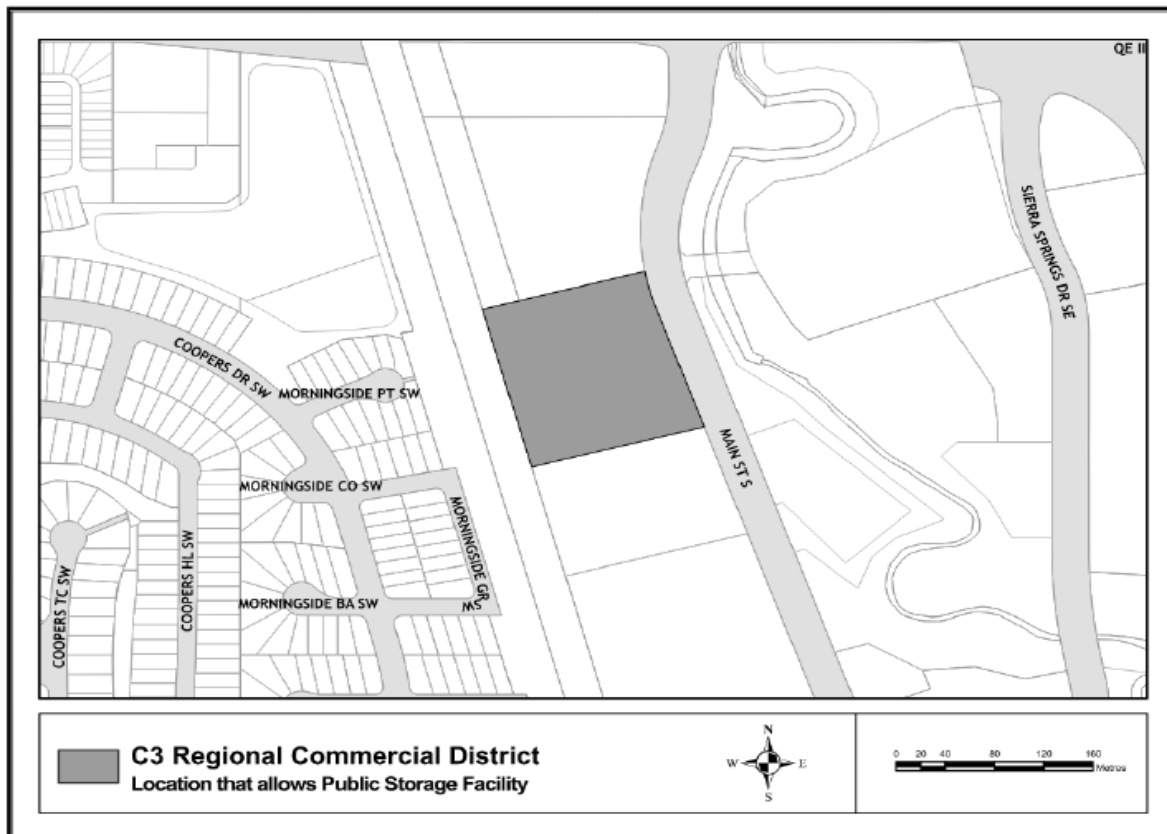 QE II
SIERRA SPRINGS DR SE
COOPERS DR SW
MORNINGSIDE PT SW
MAIN ST S
MORNINGSIDE CO SW
MORNINGSIDE GR
SW
COOPERS HL SW
COOPERS TC SW
MORNINGSIDE BA SW
C3 Regional Commercial District
Location that allows Public Storage Facility
N
W E
S
0 20 40 80 120 160
Metres